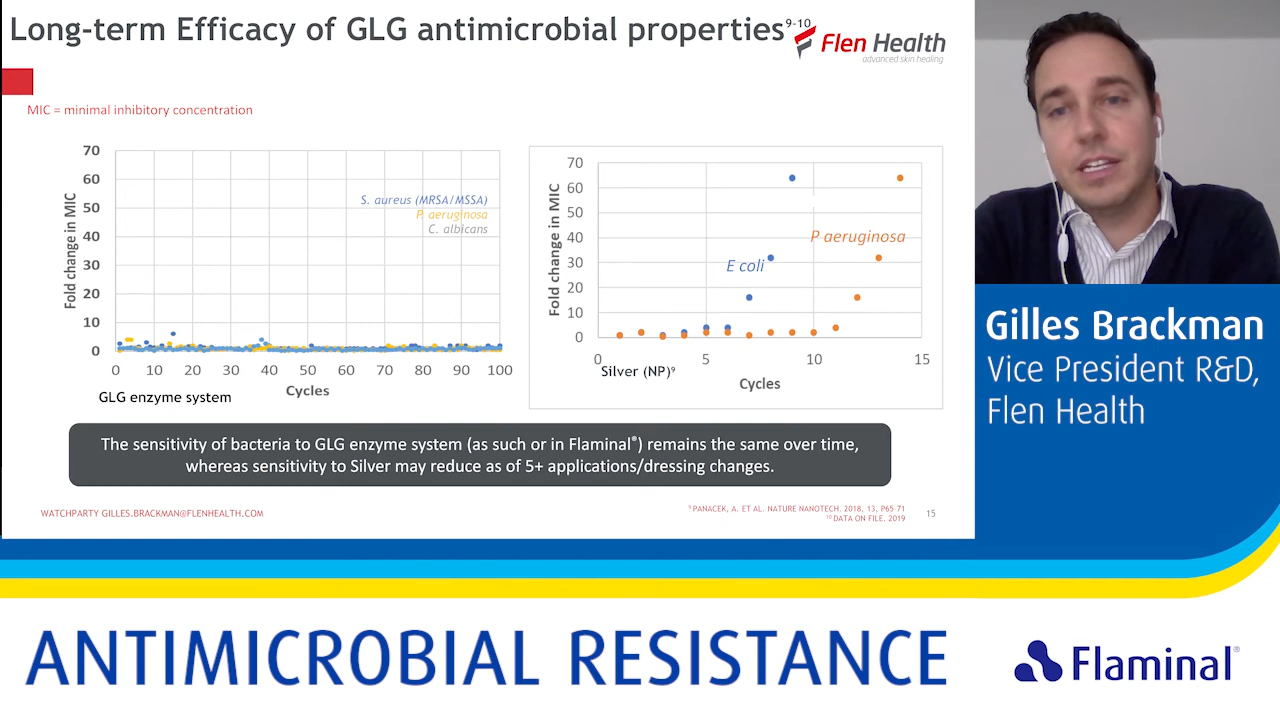 Long-term Efficacy of GLG antimicrobial properties9-10
Flen Health
advanced skin healing
MIC = minimal inhibitory concentration
Fold change in MIC
70
60
50
40
30
20
10
0
S. aureus (MRSA/MSSA)
P. aeruginosa
C. albicans
0 10 20 30 40 50 60 70 80 90 100
Cycles
GLG enzyme system
Fold change in MIC
70
60
50
40
30
20
10
0
P aeruginosa
E coli
0 5 10 15
Silver (NP)9
Cycles
The sensitivity of bacteria to GLG enzyme system (as such or in Flaminal®) remains the same over time,
whereas sensitivity to Silver may reduce as of 5+ applications/dressing changes.
WATCHPARTY GILLES.BRACKMAN@FLENHEALTH.COM
9 PANACEK, A. ET AL. NATURE NANOTECH. 2018, 13, P65 71
10 DATA ON FILE. 2019
15
Gilles Brackman
Vice President R&D,
Flen Health
ANTIMICROBIAL RESISTANCE
Flaminal®